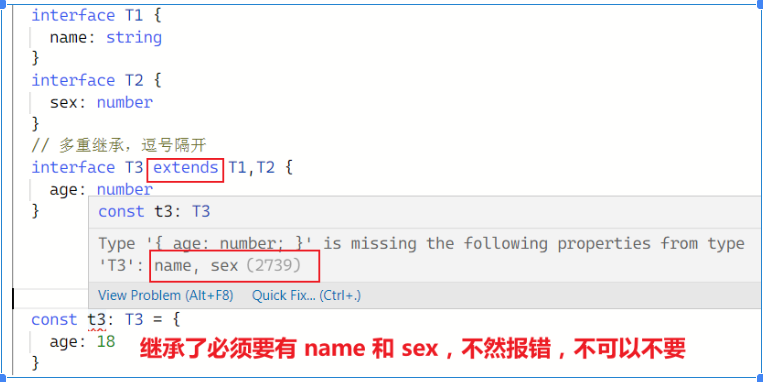 interface T1 {
name: string
}
interface T2 {
sex: number
}
// 多重继承，逗号隔开
interface T3 extends T1,T2 {
age: number
}
const t3: T3
Type '{ age: number; }' is missing the following properties from type
'T3': name, sex (2739)
View Problem (Alt+F8) Quick Fix... (Ctrl+.)
const t3: T3 = {
age: 18
继承了必须要有 name 和 sex，不然报错，不可以不要
}